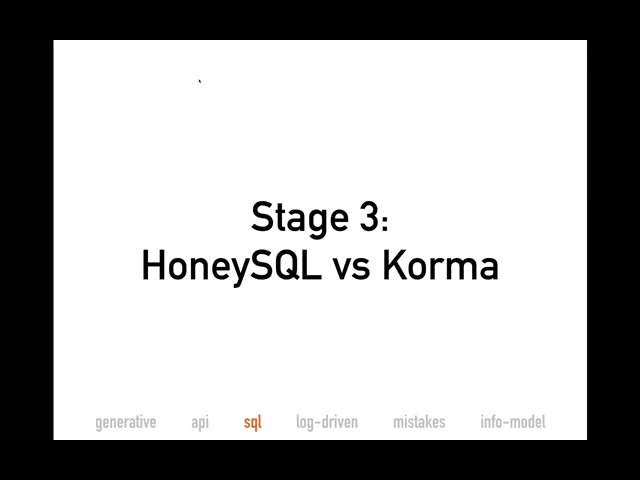 Stage 3:
HoneySQL vs Korma
generative api sql log-driven mistakes info-model